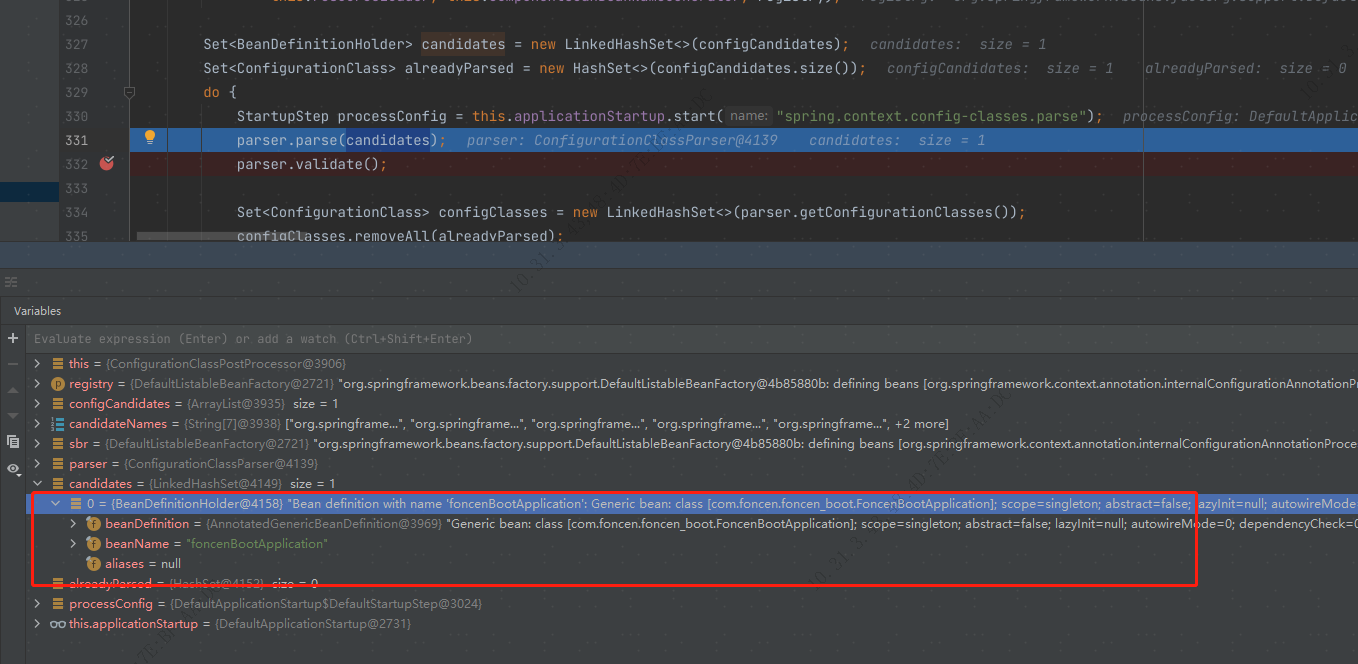 326
327 Set<BeanDefinitionHolder> candidates = new LinkedHashSet<>(configCandidates); candidates: size = 1
328 Set<ConfigurationClass> alreadyParsed = new HashSet<>(configCandidates.size()); configCandidates: size = 1 alreadyParsed: size = 0
329 do {
330 StartupStep processConfig = this.applicationStartup.start( name: "spring.context.config-classes.parse"); processConfig: DefaultApplic
331 parser.parse(candidates); parser: ConfigurationClassParser@4139 candidates: size = 1
332 parser.validate();
333
334 Set<ConfigurationClass> configClasses = new LinkedHashSet<>(parser.getConfigurationClasses());
335 configClasses.removeAll(alreadyParsed);
Variables
Evaluate expression (Enter) or add a watch (Ctrl+Shift+Enter)
this = {ConfigurationClassPostProcessor@3906}
registry = {DefaultListableBeanFactory@2721} "org.springframework.beans.factory.support.DefaultListableBeanFactory@4b85880b: defining beans [org.springframework.context.annotation.internalConfigurationAnnotationP
configCandidates = {ArrayList@3935} size = 1
candidateNames = {String[7]@3938} ["org.springframe...", "org.springframe...", "org.springframe...", "org.springframe...", "org.springframe...", +2 more]
sbr = {DefaultListableBeanFactory@2721} "org.springframework.beans.factory.support.DefaultListableBeanFactory@4b85880b: defining beans [org.springframework.context.annotation.internalConfigurationAnnotationProce
parser = {ConfigurationClassParser@4139}
candidates = {LinkedHashSet@4149} size = 1
0 = {BeanDefinitionHolder@4158} "Bean definition with name 'foncenBootApplication': Generic bean: class [com.foncen.foncen_boot.FoncenBootApplication]; scope=singleton; abstract=false; lazyInit=null; autowireMode
beanDefinition = {AnnotatedGenericBeanDefinition@3969} "Generic bean: class [com.foncen.foncen_boot.FoncenBootApplication]; scope=singleton; abstract=false; lazyInit=null; autowireMode=0; dependencyCheck=0
beanName = "foncenBootApplication"
aliases = null
alreadyParsed = {HashSet@4152} size = 0
processConfig = {DefaultApplicationStartup$DefaultStartupStep@3024}
this.applicationStartup = {DefaultApplicationStartup@2731}